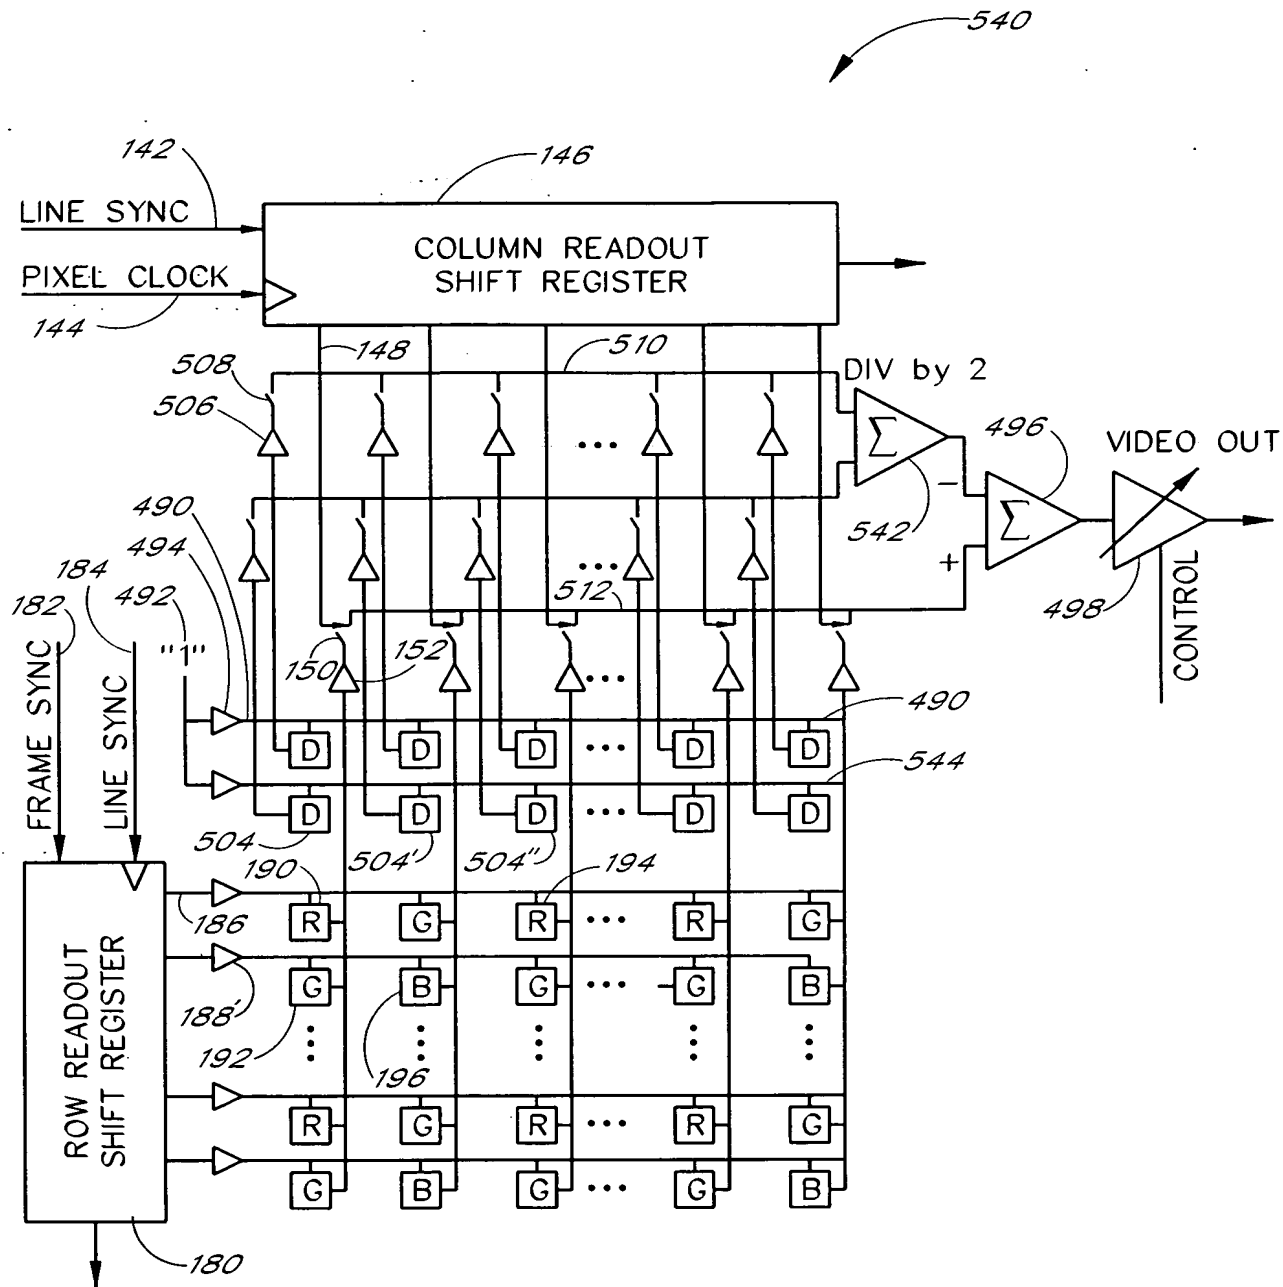 540
142
146
LINE SYNC
COLUMN READOUT
SHIFT REGISTER
PIXEL CLOCK
144
148
510
508
506
DIV by 2
Σ
542
496
VIDEO OUT
−
Σ
+
498
CONTROL
490
494
184
492
182
"1"
512
150
152
FRAME SYNC
LINE SYNC
490
D D D ... D D
544
D D D ... D D
504 504' 504"
190 194
186
R G R ... R G
188'
G B G ... G B
192 196
R G R ... R G
G B G ... G B
ROW READOUT
SHIFT REGISTER
180